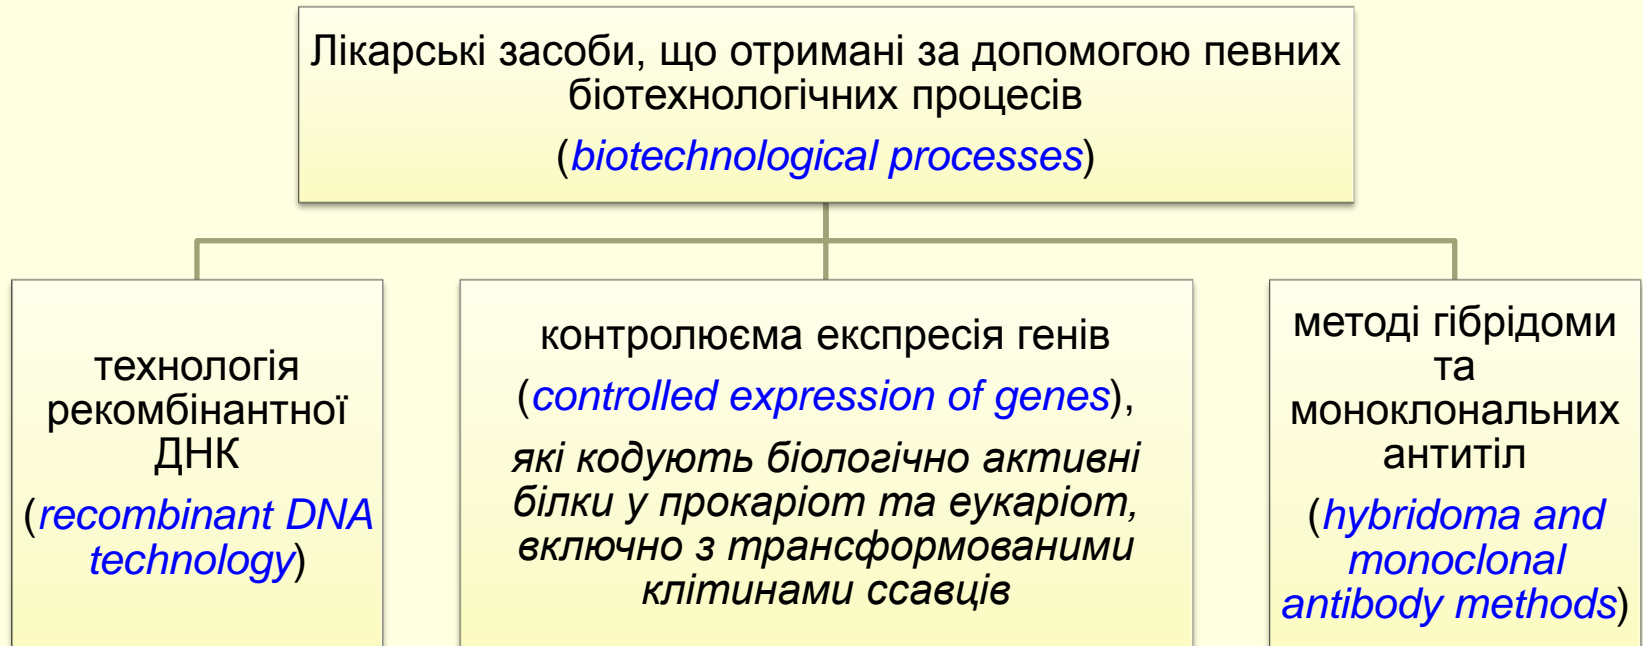 Лікарські засоби, що отримані за допомогою певних
біотехнологічних процесів
(biotechnological processes)
технологія
рекомбінантної
ДНК
(recombinant DNA
technology)
контролюєма експресія генів
(controlled expression of genes),
які кодують біологічно активні
білки у прокаріот та еукаріот,
включно з трансформованими
клітинами ссавців
методі гібрідоми
та
моноклональних
антитіл
(hybridoma and
monoclonal
antibody methods)